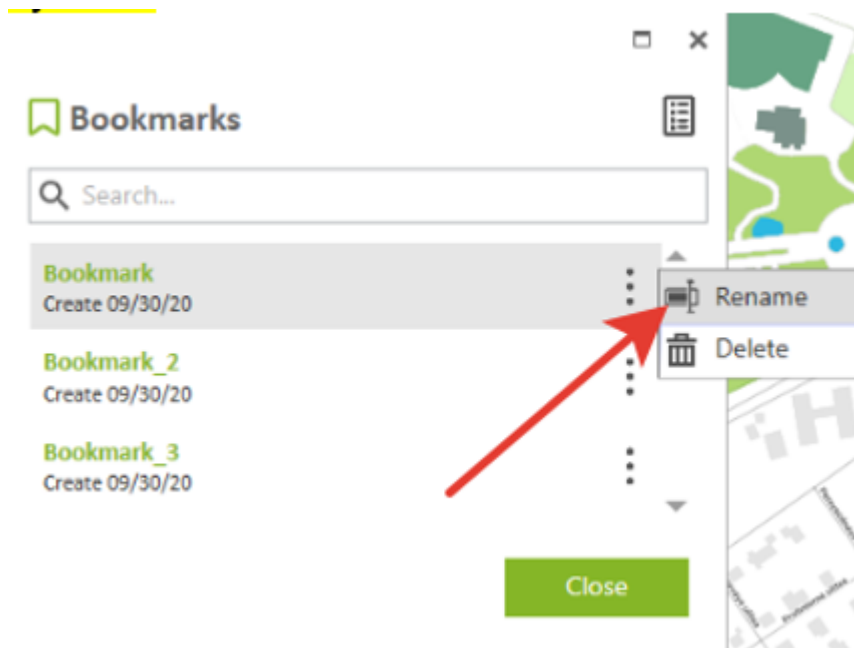 Bookmarks
Search...
Bookmark
Create 09/30/20
Rename
Delete
Bookmark_2
Create 09/30/20
Bookmark_3
Create 09/30/20
Close